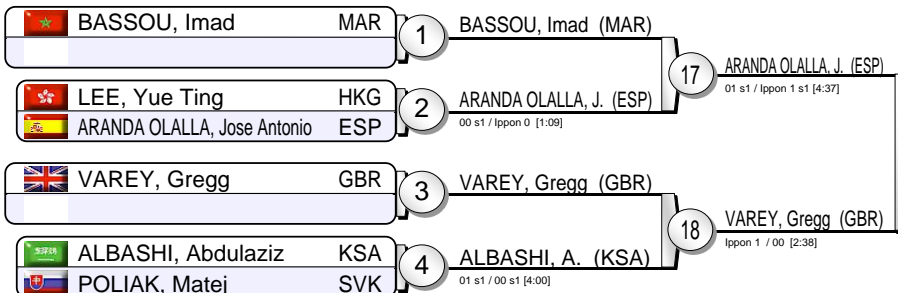 BASSOU, Imad MAR
1
BASSOU, Imad (MAR)
17
ARANDA OLALLA, J. (ESP)
01 s1 / Ippon 1 s1 [4:37]
LEE, Yue Ting HKG
ARANDA OLALLA, Jose Antonio ESP
2
ARANDA OLALLA, J. (ESP)
00 s1 / Ippon 0 [1:09]
VAREY, Gregg GBR
3
VAREY, Gregg (GBR)
18
VAREY, Gregg (GBR)
Ippon 1 / 00 [2:38]
ALBASHI, Abdulaziz KSA
POLIAK, Matej SVK
4
ALBASHI, A. (KSA)
01 s1 / 00 s1 [4:00]